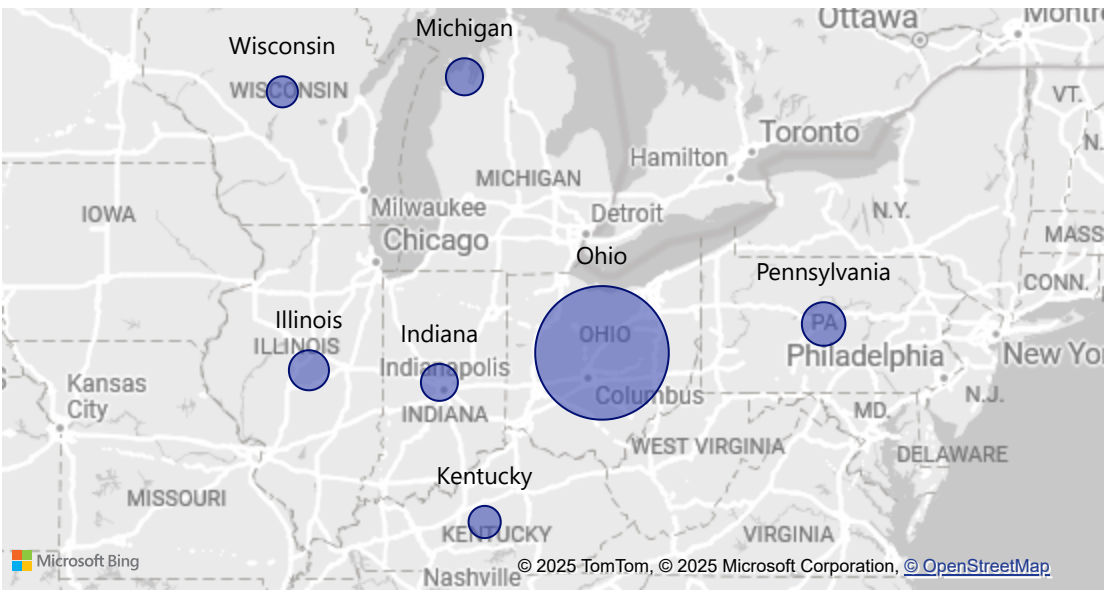 Ottawa
Michigan
Wisconsin
WISCONSIN
VT.
Toronto
Hamilton
MICHIGAN
IOWA
Milwaukee
Detroit
N.Y.
Chicago
MASS
Ohio
Pennsylvania
CONN.
Illinois
Indiana
OHIO
PA
ILLINOIS
Philadelphia
New Yo
Indianapolis
Kansas
City
Columbus
N.J.
INDIANA
MD.
WEST VIRGINIA
DELAWARE
Kentucky
MISSOURI
KENTUCKY
VIRGINIA
Microsoft Bing
© 2025 TomTom, © 2025 Microsoft Corporation, © OpenStreetMap
Nashville